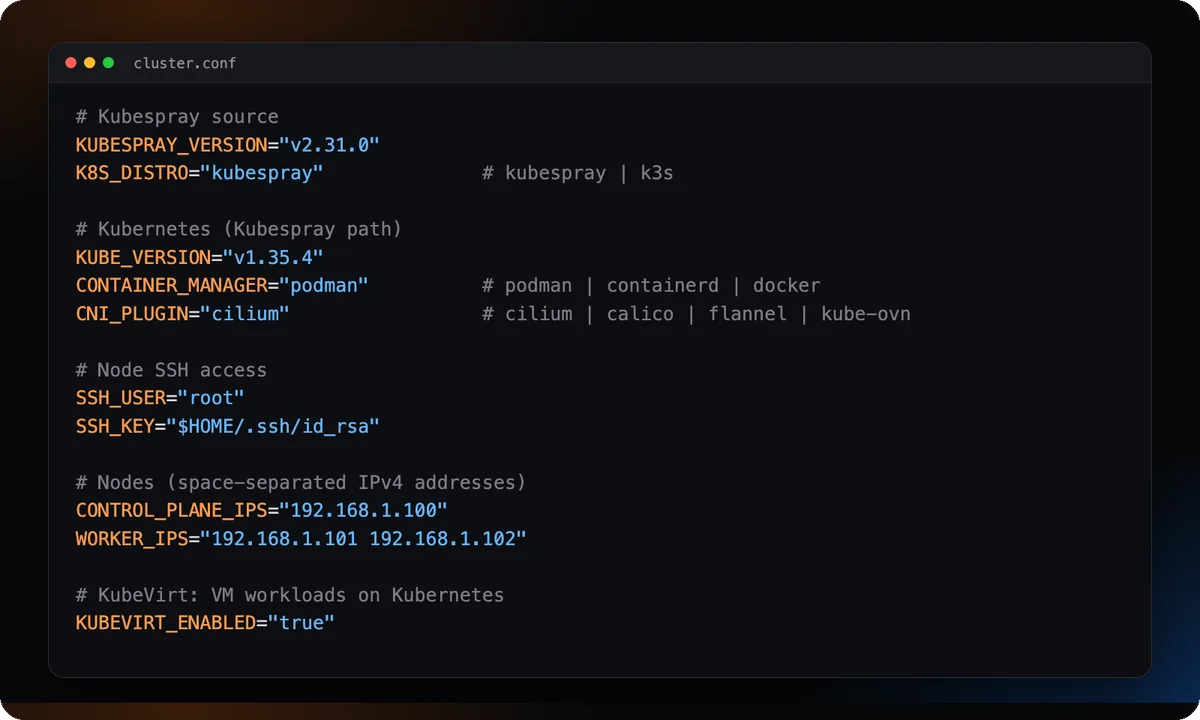 cluster.conf
# Kubespray source
KUBESPRAY_VERSION="v2.31.0"
K8S_DISTRO="kubespray" # kubespray | k3s
# Kubernetes (Kubespray path)
KUBE_VERSION="v1.35.4"
CONTAINER_MANAGER="podman" # podman | containerd | docker
CNI_PLUGIN="cilium" # cilium | calico | flannel | kube-ovn
# Node SSH access
SSH_USER="root"
SSH_KEY="$HOME/.ssh/id_rsa"
# Nodes (space-separated IPv4 addresses)
CONTROL_PLANE_IPS="192.168.1.100"
WORKER_IPS="192.168.1.101 192.168.1.102"
# KubeVirt: VM workloads on Kubernetes
KUBEVIRT_ENABLED="true"